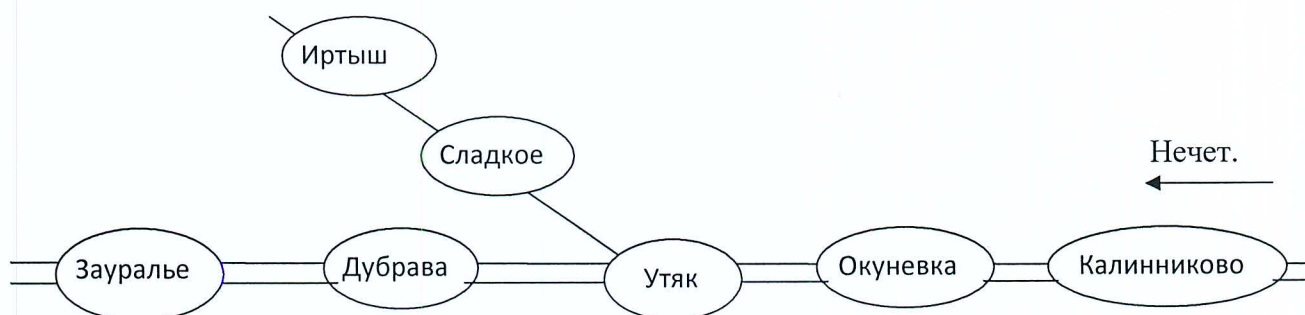 Иртыш
Сладкое
Нечет.
Зауралье
Дубрава
Утяк
Окуневка
Калинниково